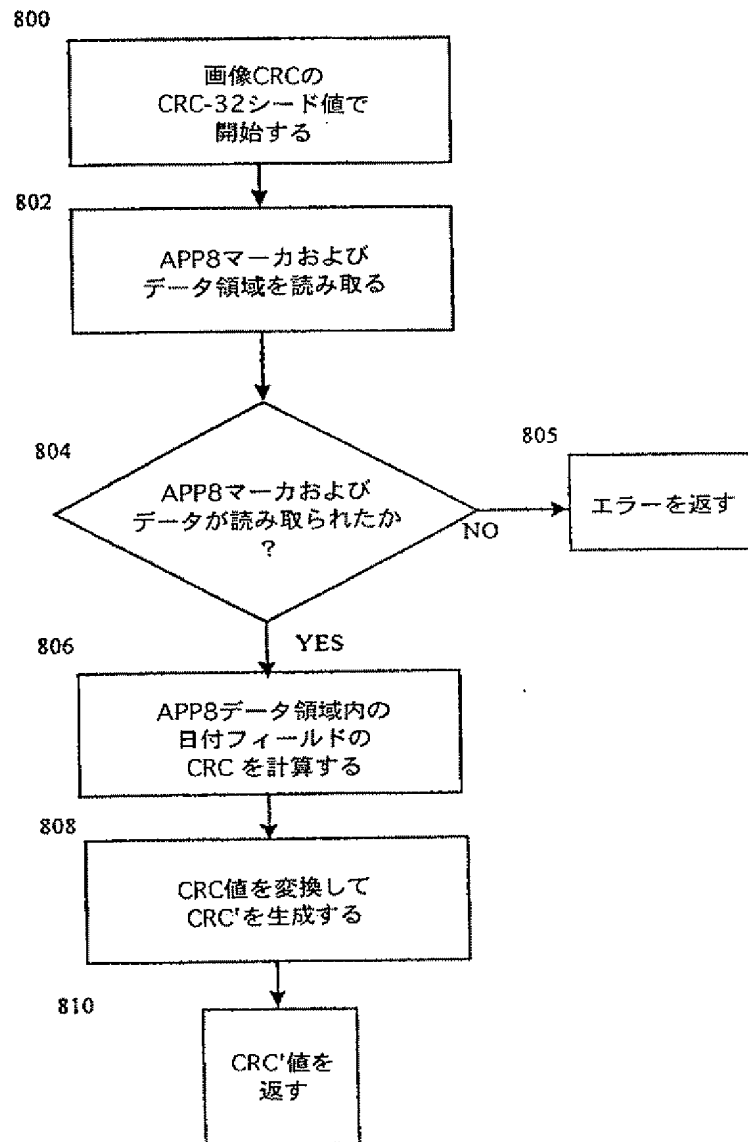 800
画像CRCの
CRC-32シード値で
開始する
802
APP8マーカおよび
データ領域を読み取る
804
APP8マーカおよび
データが読み取られたか
?
NO
805
エラーを返す
YES
806
APP8データ領域内の
日付フィールドの
CRC を計算する
808
CRC値を変換して
CRC'を生成する
810
CRC'値を
返す